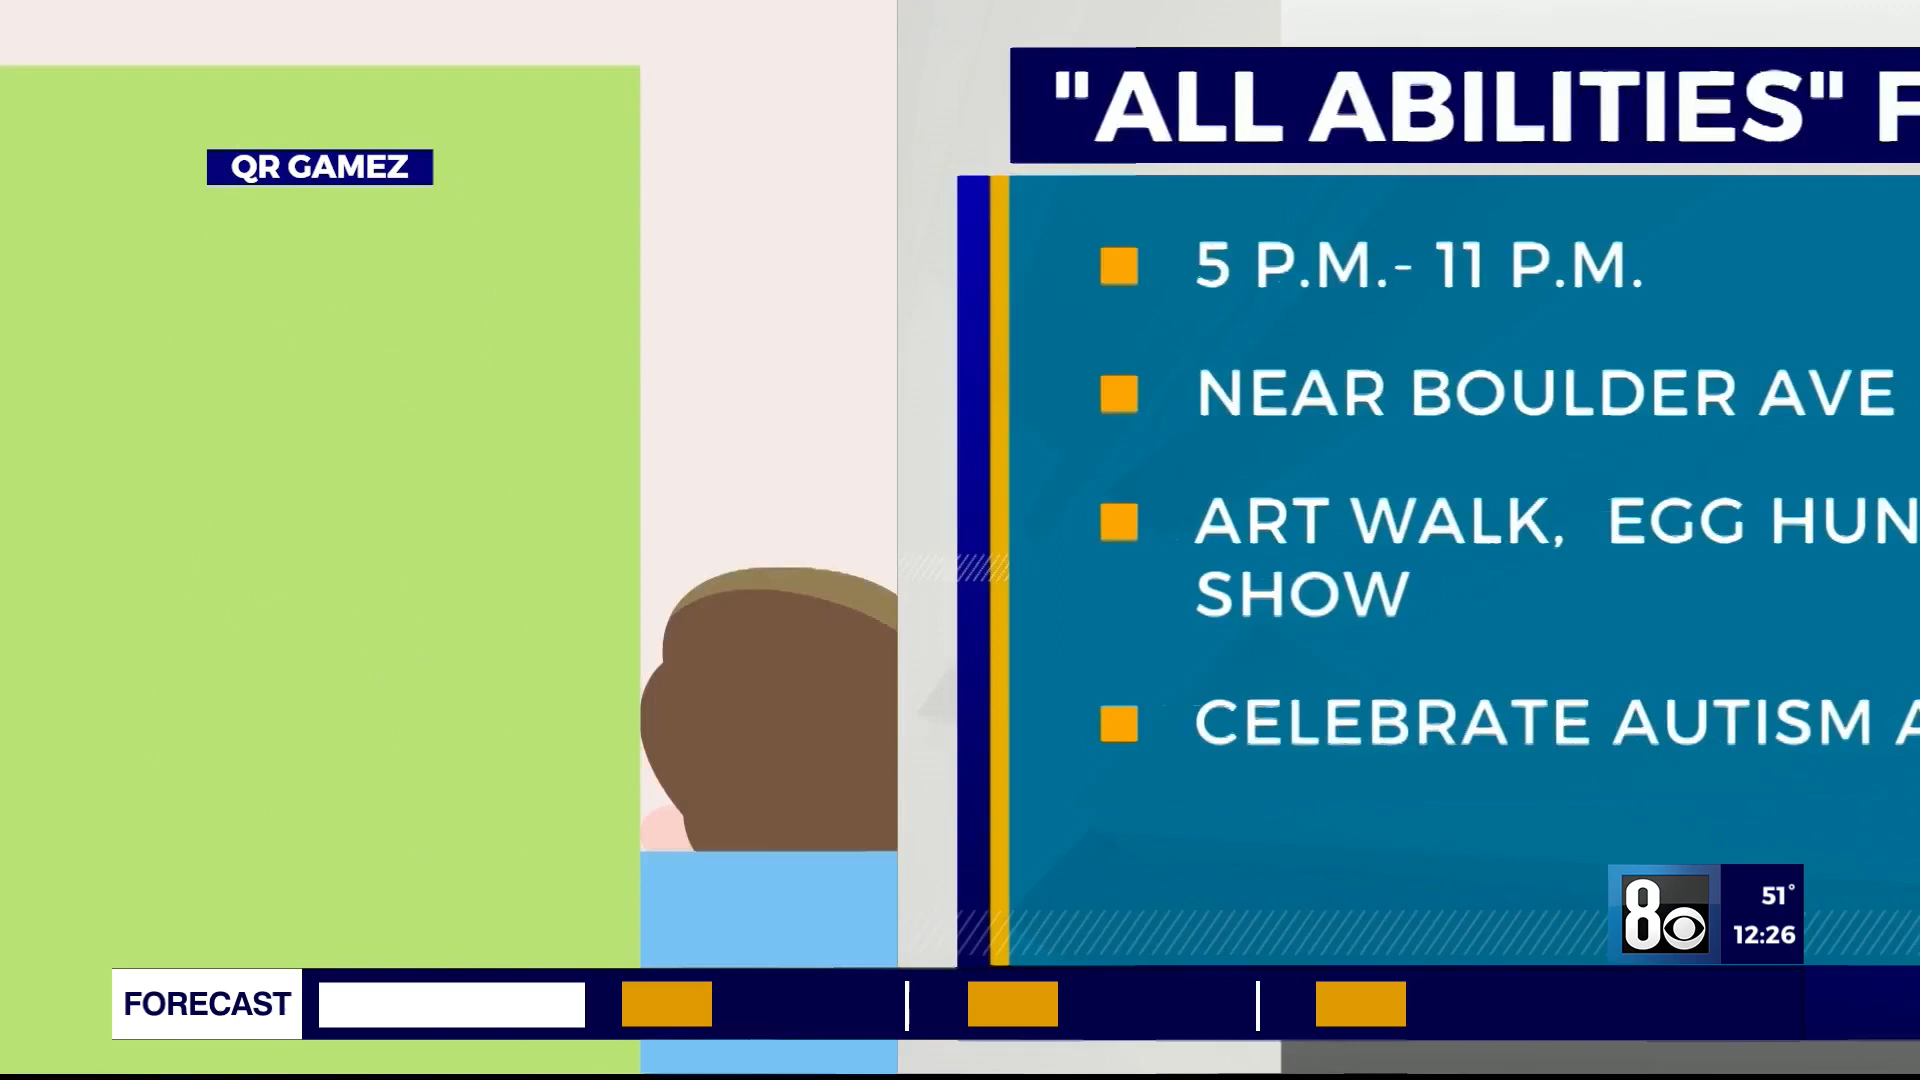 QR GAMEZ
"ALL ABILITIES" F
5 P.M.- 11 P.M.
NEAR BOULDER AVE
ART WALK, EGG HUN
SHOW
CELEBRATE AUTISM A
8
51°
12:26
FORECAST